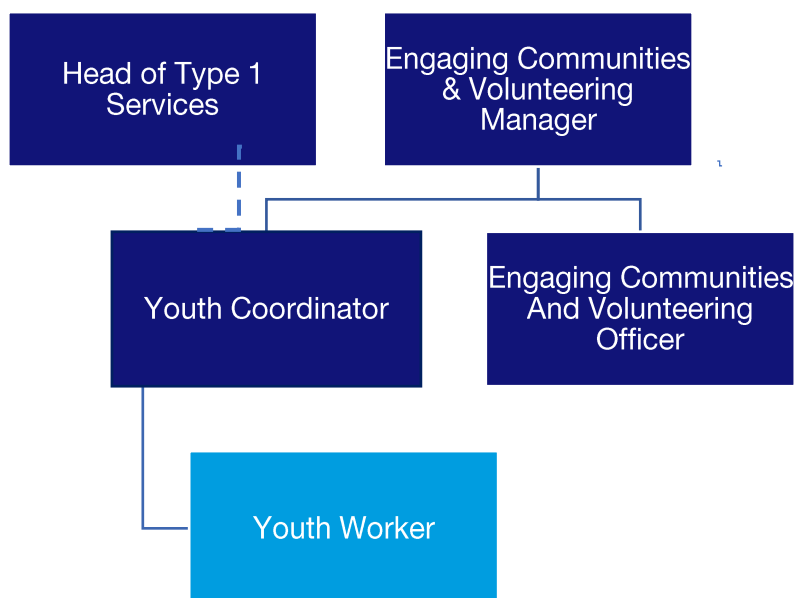 Head of Type 1
Services
Engaging Communities
& Volunteering
Manager
Youth Coordinator
Engaging Communities
And Volunteering
Officer
Youth Worker